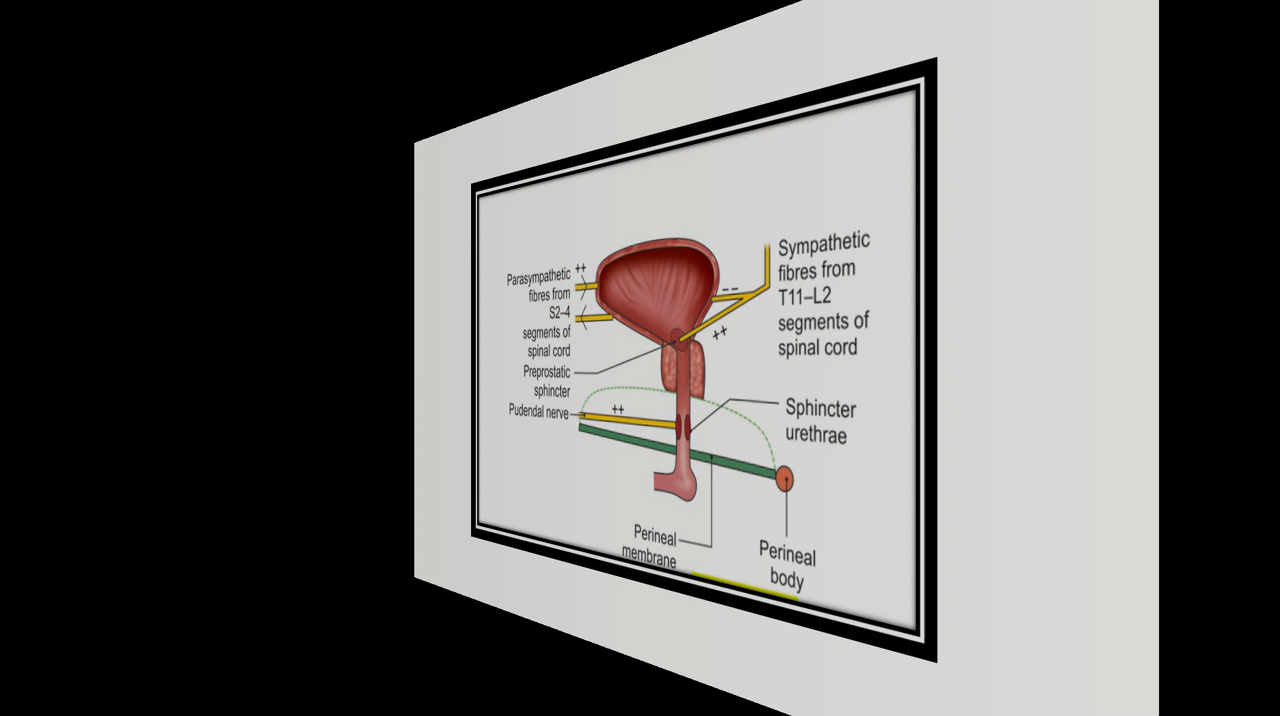 ++
Parasympathetic
fibres from
S2–4
segments of
spinal cord
Preprostatic
sphincter
Pudendal nerve
++
– –
++
Sympathetic
fibres from
T11–L2
segments of
spinal cord
Sphincter
urethrae
Perineal
membrane
Perineal
body